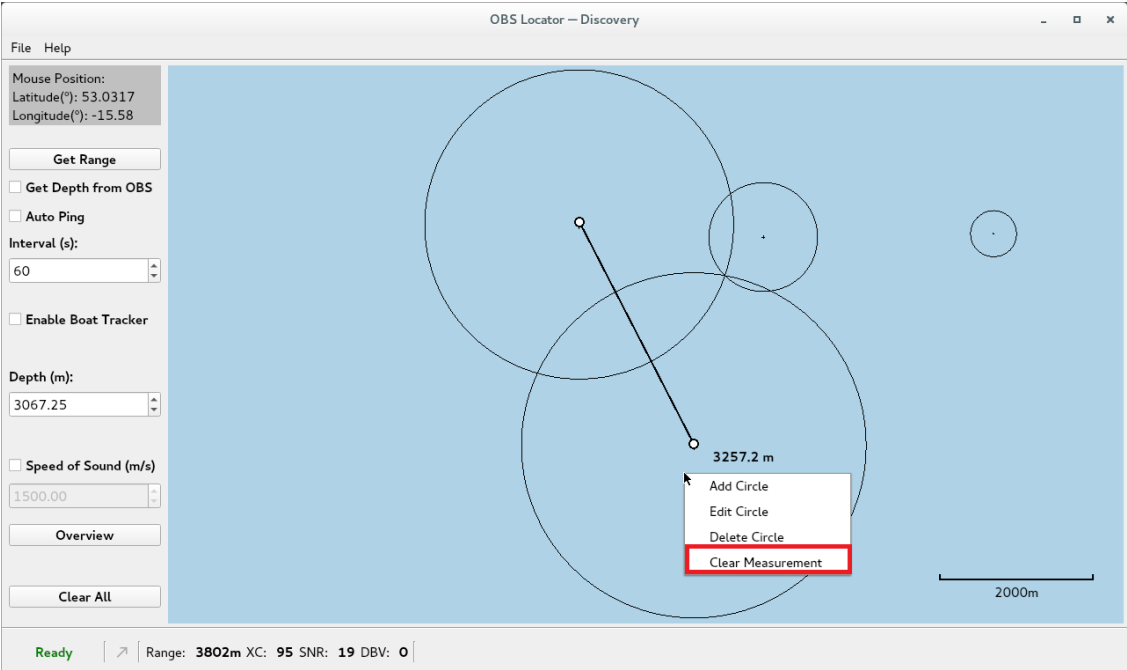 OBS Locator — Discovery
File Help
Mouse Position:
Latitude(º): 53.0317
Longitude(º): -15.58
Get Range
Get Depth from OBS
Auto Ping
Interval (s):
60
Enable Boat Tracker
Depth (m):
3067.25
Speed of Sound (m/s)
1500.00
Overview
Clear All
3257.2 m
Add Circle
Edit Circle
Delete Circle
Clear Measurement
2000m
Ready Range: 3802m XC: 95 SNR: 19 DBV: 0